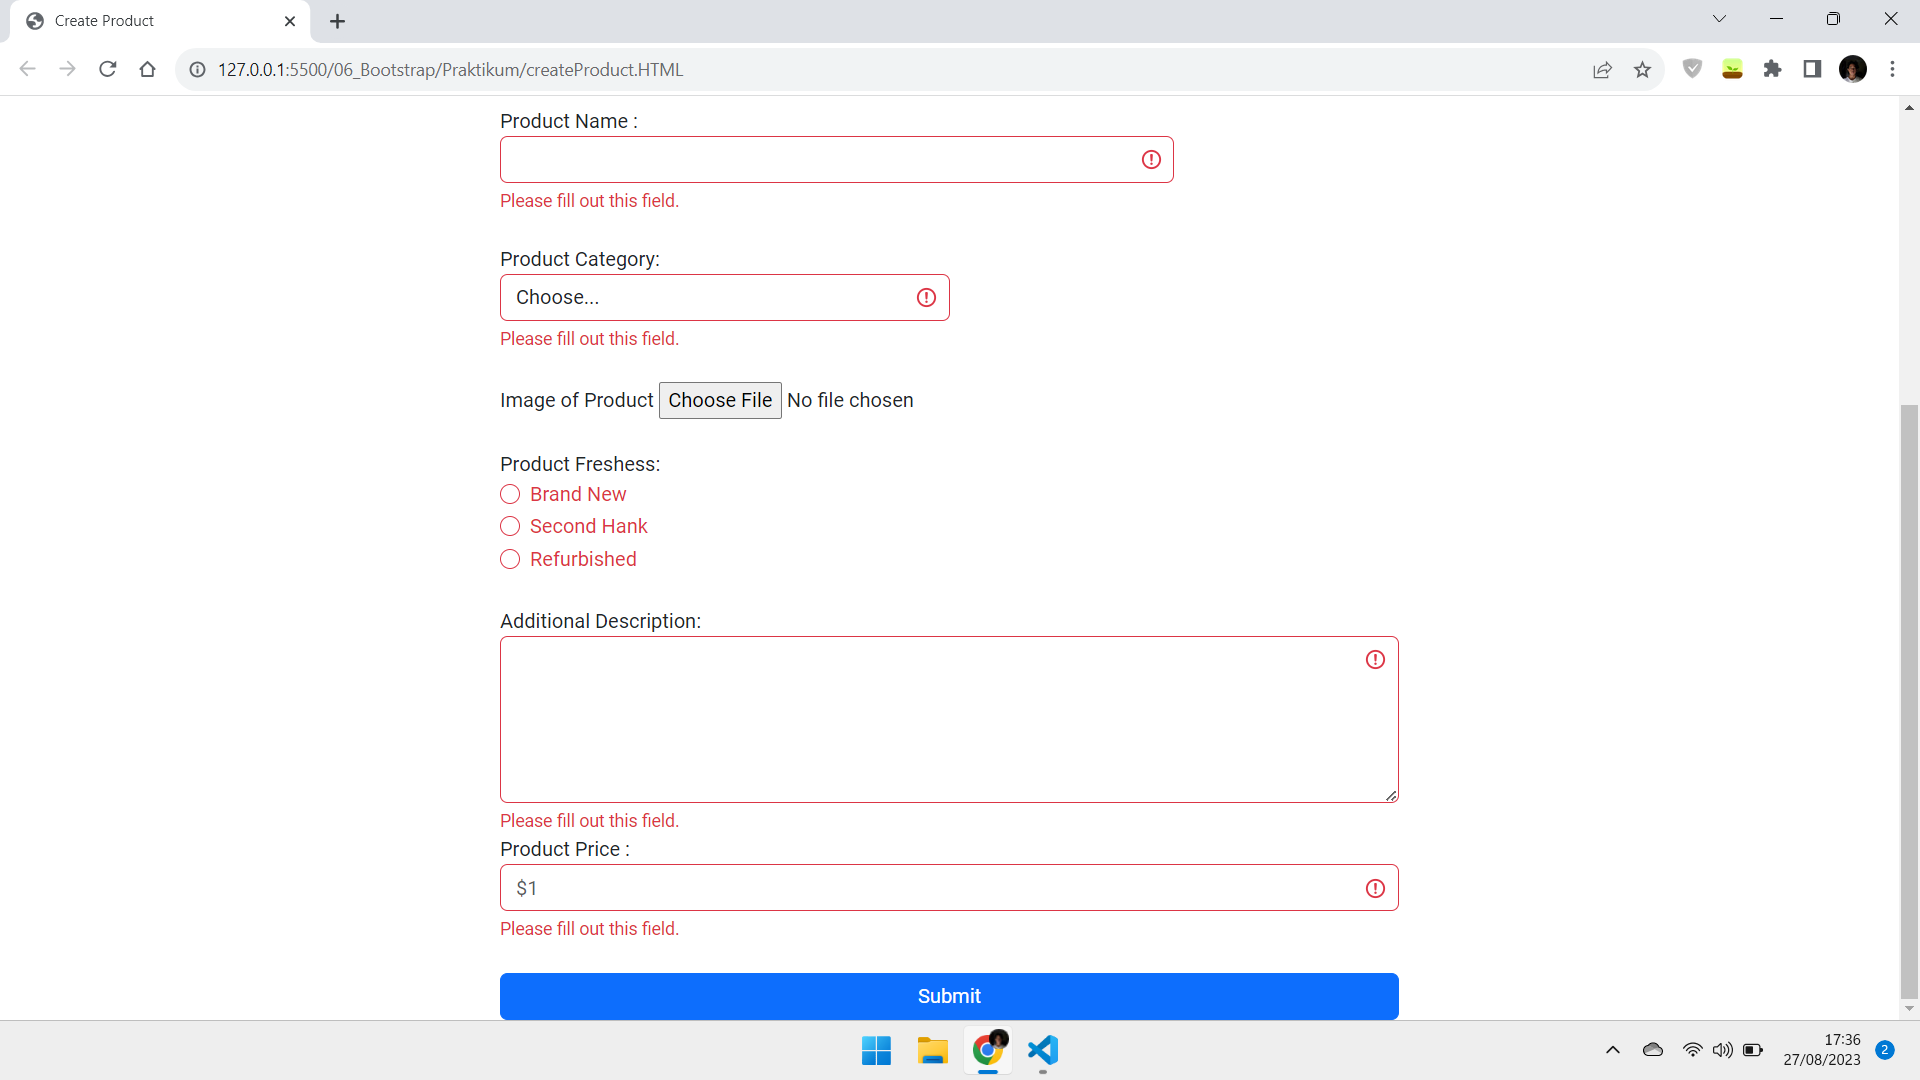 Create Product
127.0.0.1:5500/06_Bootstrap/Praktikum/createProduct.HTML
Product Name :
Please fill out this field.
Product Category:
Choose...
Please fill out this field.
Image of Product Choose File No file chosen
Product Freshess:
Brand New
Second Hank
Refurbished
Additional Description:
Please fill out this field.
Product Price :
$1
Please fill out this field.
Submit
17:36
27/08/2023
2